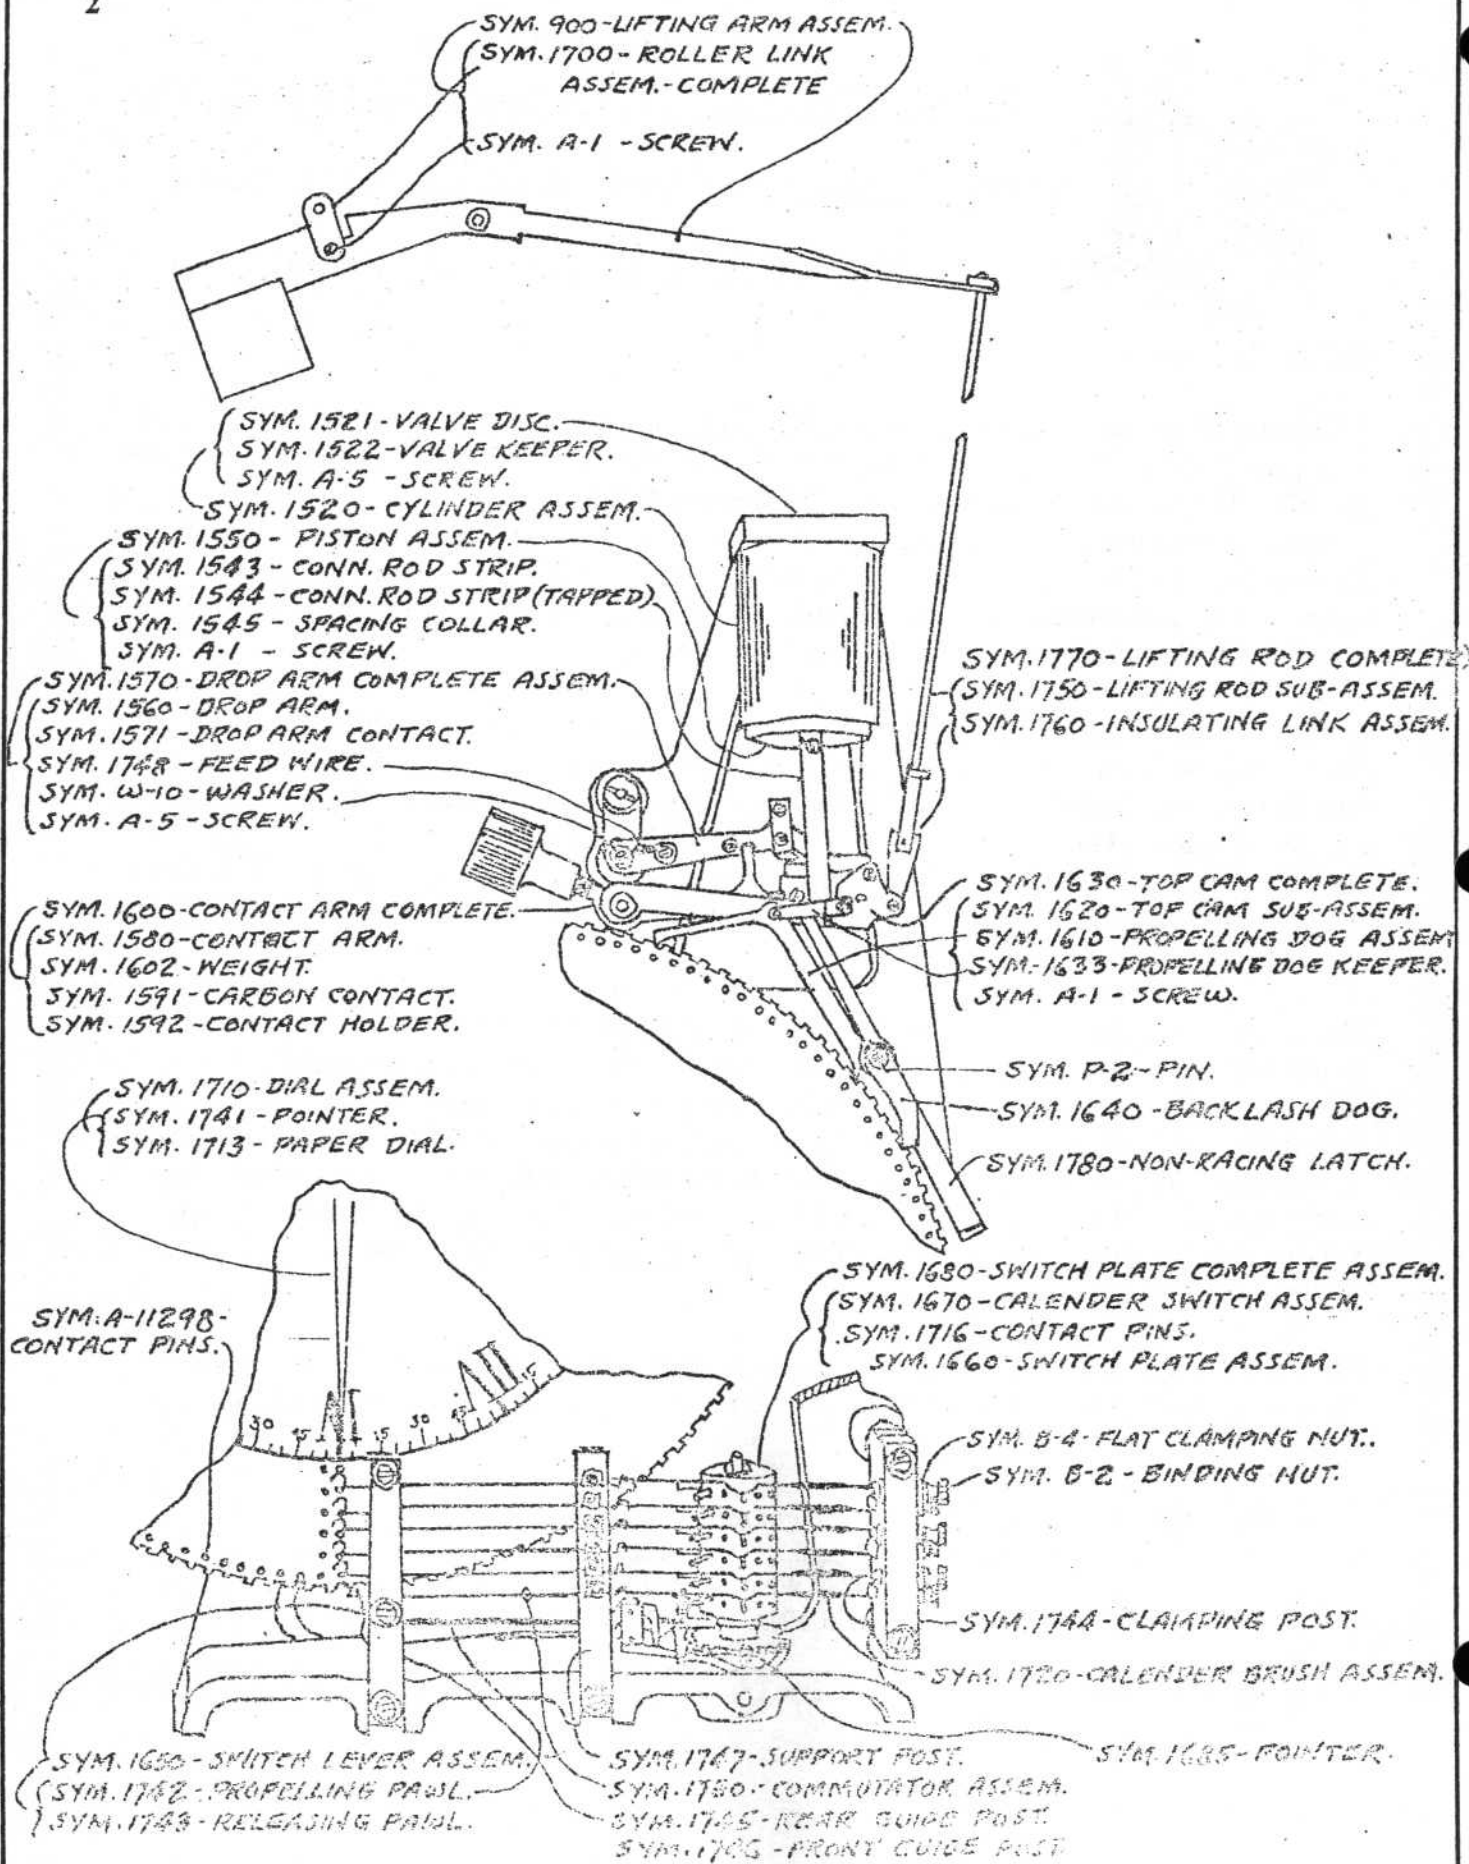 2
SYM. 900-LIFTING ARM ASSEM.
SYM. 1700-ROLLER LINK
ASSEM.-COMPLETE
SYM. A-1 - SCREW.
SYM. 1521-VALVE DISC.
SYM. 1522-VALVE KEEPER.
SYM. A-5 - SCREW.
SYM. 1520-CYLINDER ASSEM.
SYM. 1550- PISTON ASSEM.
SYM. 1543- CONN. ROD STRIP.
SYM. 1544-CONN. ROD STRIP (TAPPED)
SYM. 1545- SPACING COLLAR.
SYM. A-1 - SCREW.
SYM. 1570-DROP ARM COMPLETE ASSEM.
SYM. 1560-DROP ARM.
SYM. 1571-DROP ARM CONTACT.
SYM. 1748-FEED WIRE.
SYM. W-10-WASHER.
SYM. A-5-SCREW.
SYM. 1770-LIFTING ROD COMPLETE
SYM. 1750-LIFTING ROD SUB-ASSEM.
SYM. 1760-INSULATING LINK ASSEM.
SYM. 1600-CONTACT ARM COMPLETE.
SYM. 1580-CONTACT ARM.
SYM. 1602-WEIGHT.
SYM. 1591-CARBON CONTACT.
SYM. 1592-CONTACT HOLDER.
SYM. 1630-TOP CAM COMPLETE.
SYM. 1620-TOP CAM SUB-ASSEM.
SYM. 1610-PROPELLING DOG ASSEM
SYM. 1633-PROPELLING DOG KEEPER.
SYM. A-1 - SCREW.
SYM. P-2-PIN.
SYM. 1640-BACKLASH DOG.
SYM. 1780-NON-RACING LATCH.
SYM. 1710-DIAL ASSEM.
SYM. 1741-POINTER.
SYM. 1713-PAPER DIAL.
SYM. A-11298-
CONTACT PINS.
SYM. 1680-SWITCH PLATE COMPLETE ASSEM.
SYM. 1670-CALENDER SWITCH ASSEM.
SYM. 1716-CONTACT PINS.
SYM. 1660-SWITCH PLATE ASSEM.
30 15 15 30 45 15
SYM. B-4-FLAT CLAMPING NUT.
SYM. B-2-BINDING NUT.
SYM. 1744-CLAMPING POST.
SYM. 1720-CALENDER BRUSH ASSEM.
SYM. 1650-SWITCH LEVER ASSEM.
SYM. 1742-PROPELLING PAWL.
SYM. 1743-RELEASING PAWL.
SYM. 1747-SUPPORT POST.
COMMUTATOR ASSEM.
SYM. 1745-REAR GUIDE POST.
FRONT GUIDE POST
SYM. 1685-POINTER.